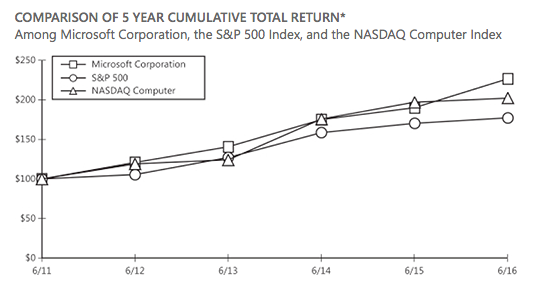 COMPARISON OF 5 YEAR CUMULATIVE TOTAL RETURN*
Among Microsoft Corporation, the S&P 500 Index, and the NASDAQ Computer Index
$250
Microsoft Corporation
S&P 500
NASDAQ Computer
$200
$150
$100
$50
$0
6/11 6/12 6/13 6/14 6/15 6/16